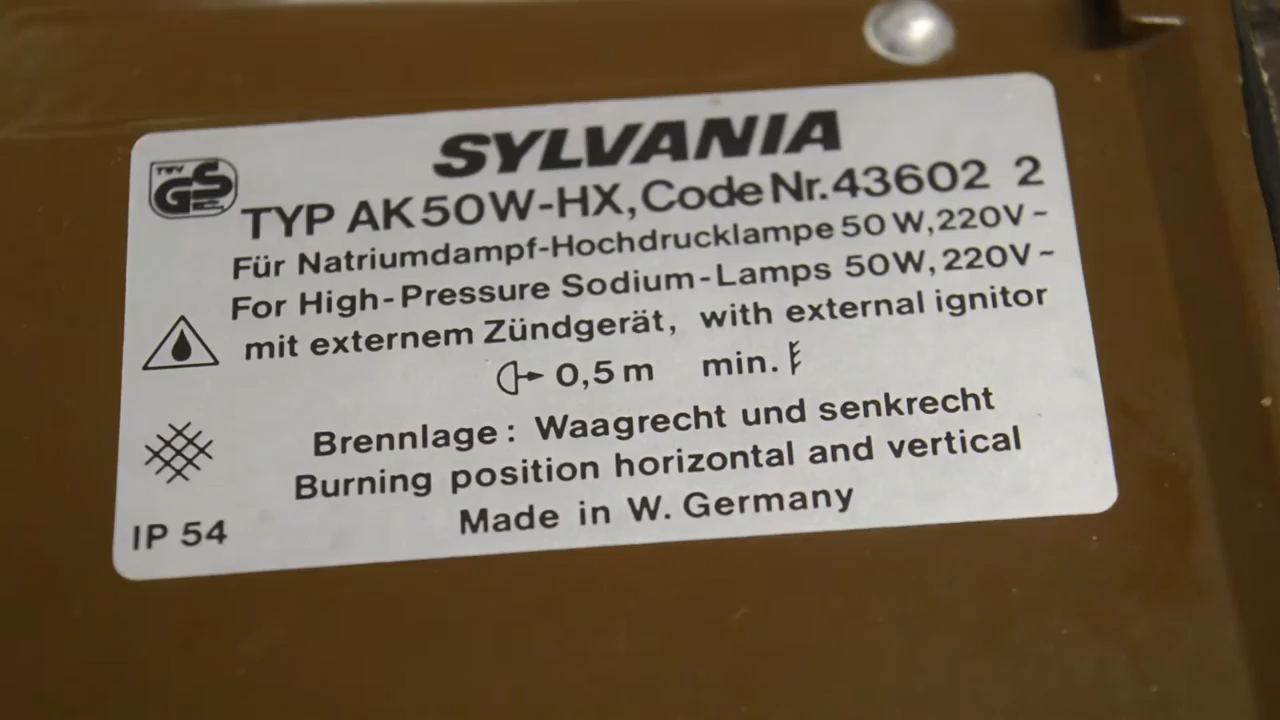 SYLVANIA
TÜV GS
TYP AK50W-HX, Code Nr. 43602 2
Für Natriumdampf-Hochdrucklampe 50 W, 220V~
For High-Pressure Sodium-Lamps 50W, 220V~
mit externem Zündgerät, with external ignitor
0,5 m min.
Brennlage: Waagrecht und senkrecht
Burning position horizontal and vertical
Made in W. Germany
IP 54